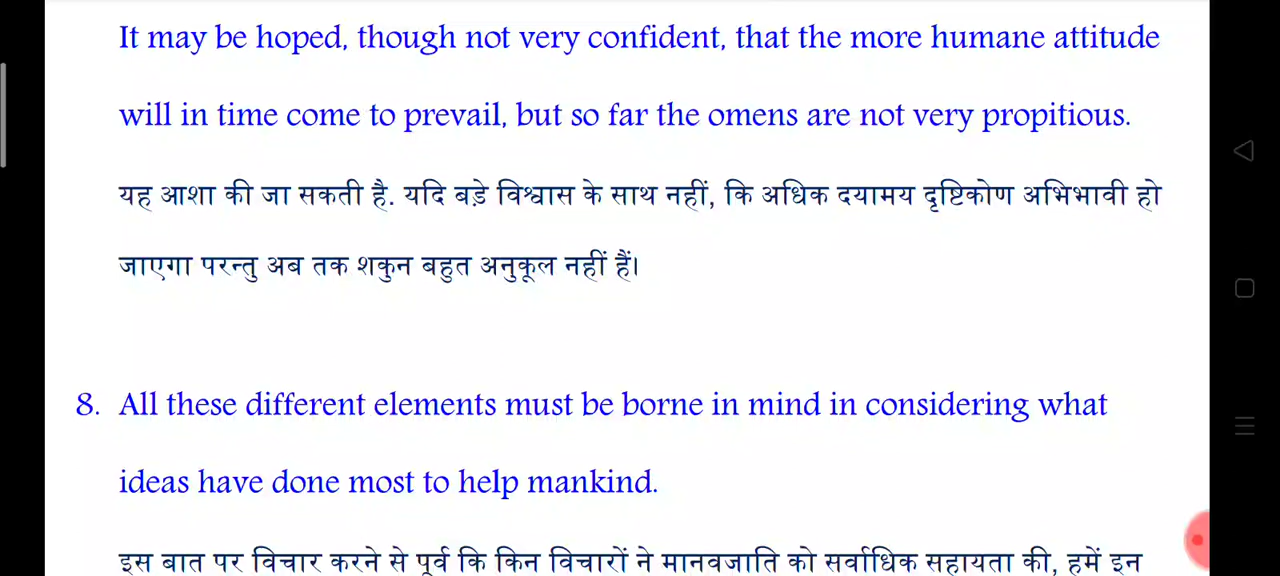 It may be hoped, though not very confident, that the more humane attitude
will in time come to prevail, but so far the omens are not very propitious.
यह आशा की जा सकती है. यदि बड़े विश्वास के साथ नहीं, कि अधिक दयामय दृष्टिकोण अभिभावी हो
जाएगा परन्तु अब तक शकुन बहुत अनुकूल नहीं हैं।
8. All these different elements must be borne in mind in considering what
ideas have done most to help mankind.
इस बात पर विचार करने से पूर्व कि किन विचारों ने मानवजाति को सर्वाधिक सहायता की, हमें इन